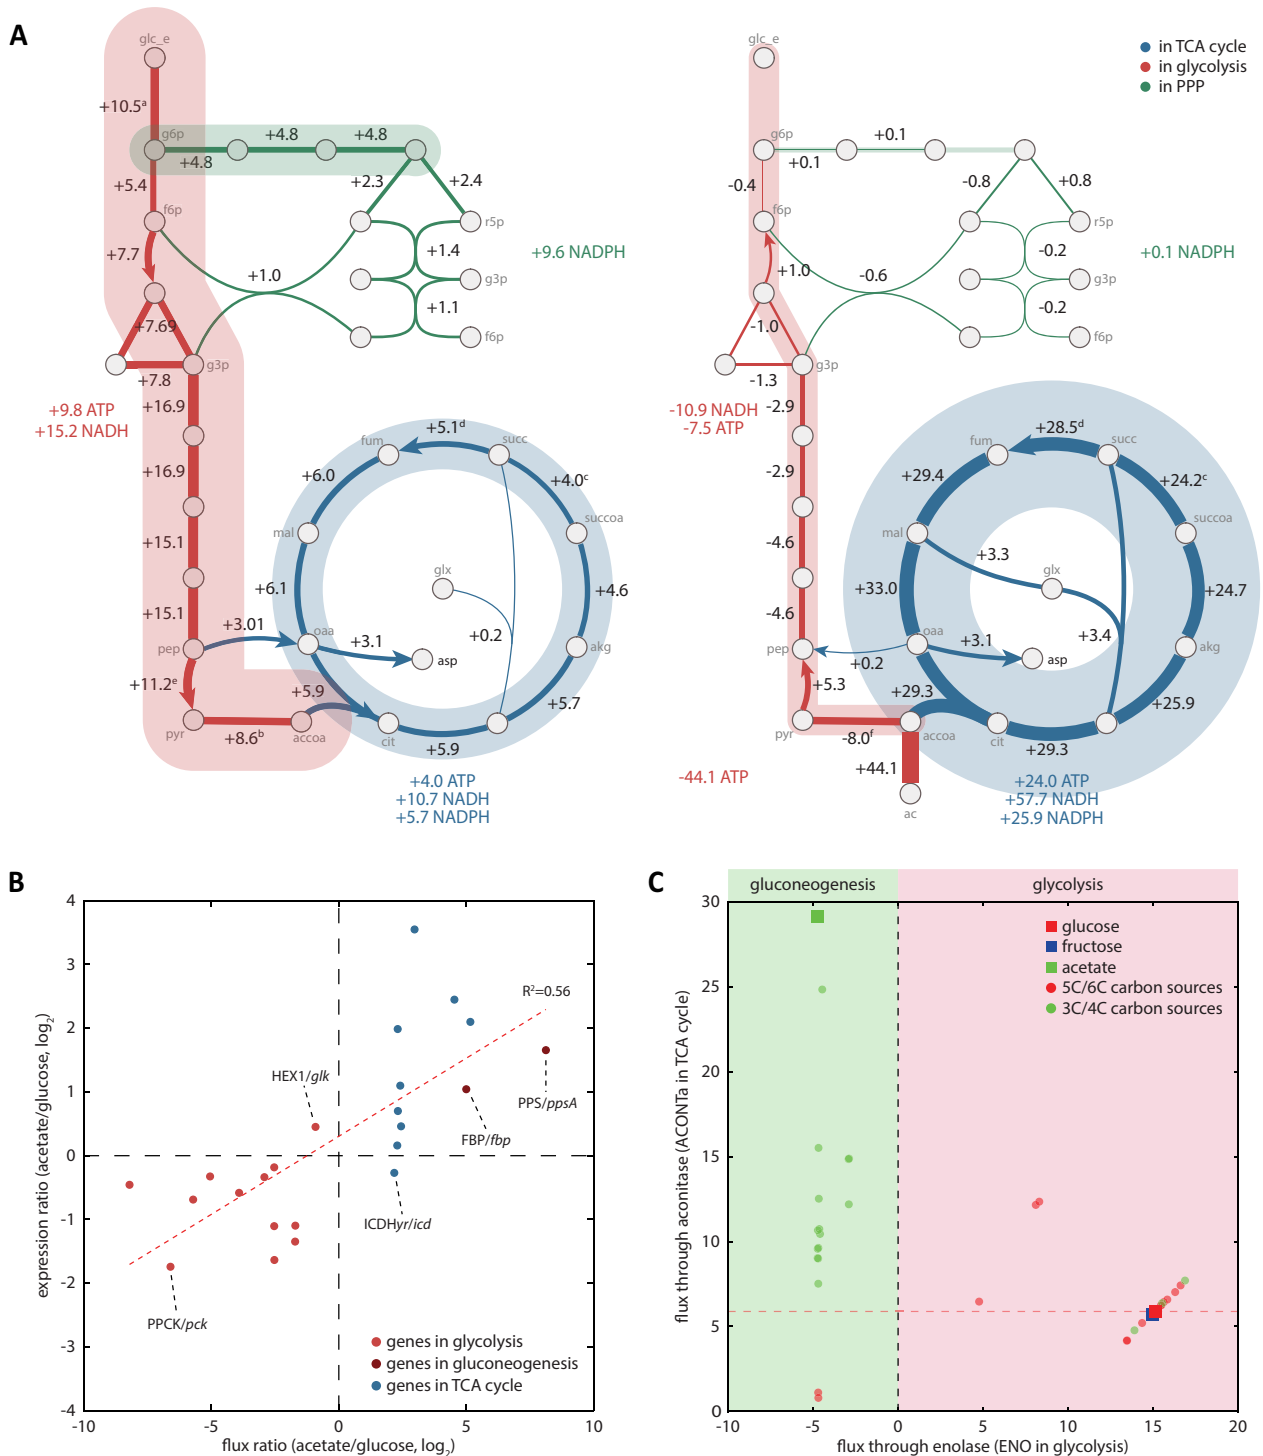 A
glc_e
+10.5ᵃ
g6p
+4.8
+4.8
+4.8
+5.4
+2.3
+2.4
f6p
r5p
+7.7
+1.4
+9.6 NADPH
+1.0
g3p
+7.69
+1.1
f6p
g3p
+7.8
+9.8 ATP
+15.2 NADH
+16.9
+16.9
+15.1
+15.1
+3.01
pep
+11.2ᵉ
pyr
+8.6ᵇ
accoa
+5.9
+5.1ᵈ
fum
succ
+6.0
+4.0ᶜ
mal
succoa
glx
+6.1
+4.6
+0.2
oaa
+3.1
asp
akg
+5.7
cit
+5.9
+4.0 ATP
+10.7 NADH
+5.7 NADPH
in TCA cycle
in glycolysis
in PPP
glc_e
g6p
+0.1
+0.1
-0.4
-0.8
+0.8
f6p
r5p
+1.0
-0.2
+0.1 NADPH
-0.6
g3p
-1.0
-0.2
f6p
g3p
-1.3
-10.9 NADH
-7.5 ATP
-2.9
-2.9
-4.6
-4.6
pep
+0.2
+5.3
pyr
-8.0ᶠ
accoa
-44.1 ATP
+44.1
ac
+28.5ᵈ
fum
succ
+29.4
+24.2ᶜ
mal
succoa
+3.3
glx
+33.0
+24.7
+3.4
oaa
+3.1
asp
akg
+29.3
+25.9
cit
+29.3
+24.0 ATP
+57.7 NADH
+25.9 NADPH
B
4
3
2
1
0
-1
-2
-3
-4
expression ratio (acetate/glucose, log₂)
R²=0.56
HEX1/glk
PPS/ppsA
FBP/fbp
ICDHyr/icd
PPCK/pck
genes in glycolysis
genes in gluconeogenesis
genes in TCA cycle
-10
-5
0
5
10
flux ratio (acetate/glucose, log₂)
C
gluconeogenesis
glycolysis
30
25
20
15
10
5
0
flux through aconitase (ACONTa in TCA cycle)
glucose
fructose
acetate
5C/6C carbon sources
3C/4C carbon sources
-10
-5
0
5
10
15
20
flux through enolase (ENO in glycolysis)